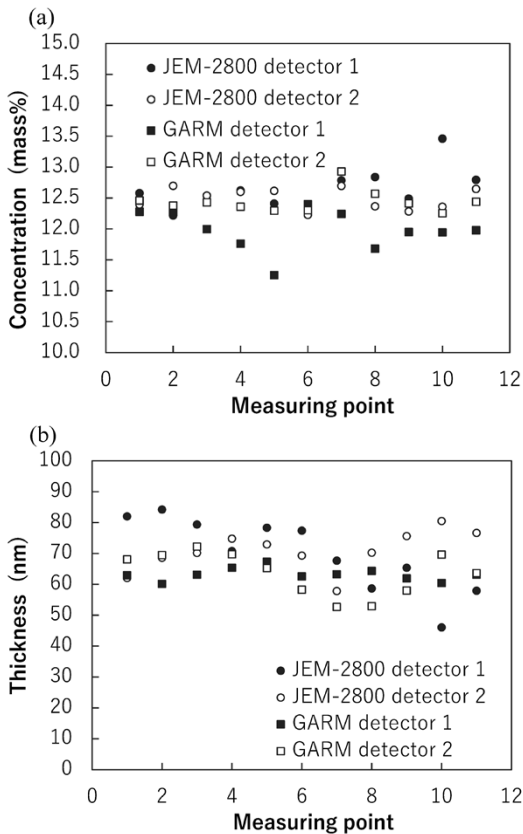 (a)
15.0
14.5
14.0
13.5
13.0
12.5
12.0
11.5
11.0
10.5
10.0
Concentration (mass%)
JEM-2800 detector 1
JEM-2800 detector 2
GARM detector 1
GARM detector 2
0 2 4 6 8 10 12
Measuring point
(b)
100
90
80
70
60
50
40
30
20
10
0
Thickness (nm)
JEM-2800 detector 1
JEM-2800 detector 2
GARM detector 1
GARM detector 2
0 2 4 6 8 10 12
Measuring point